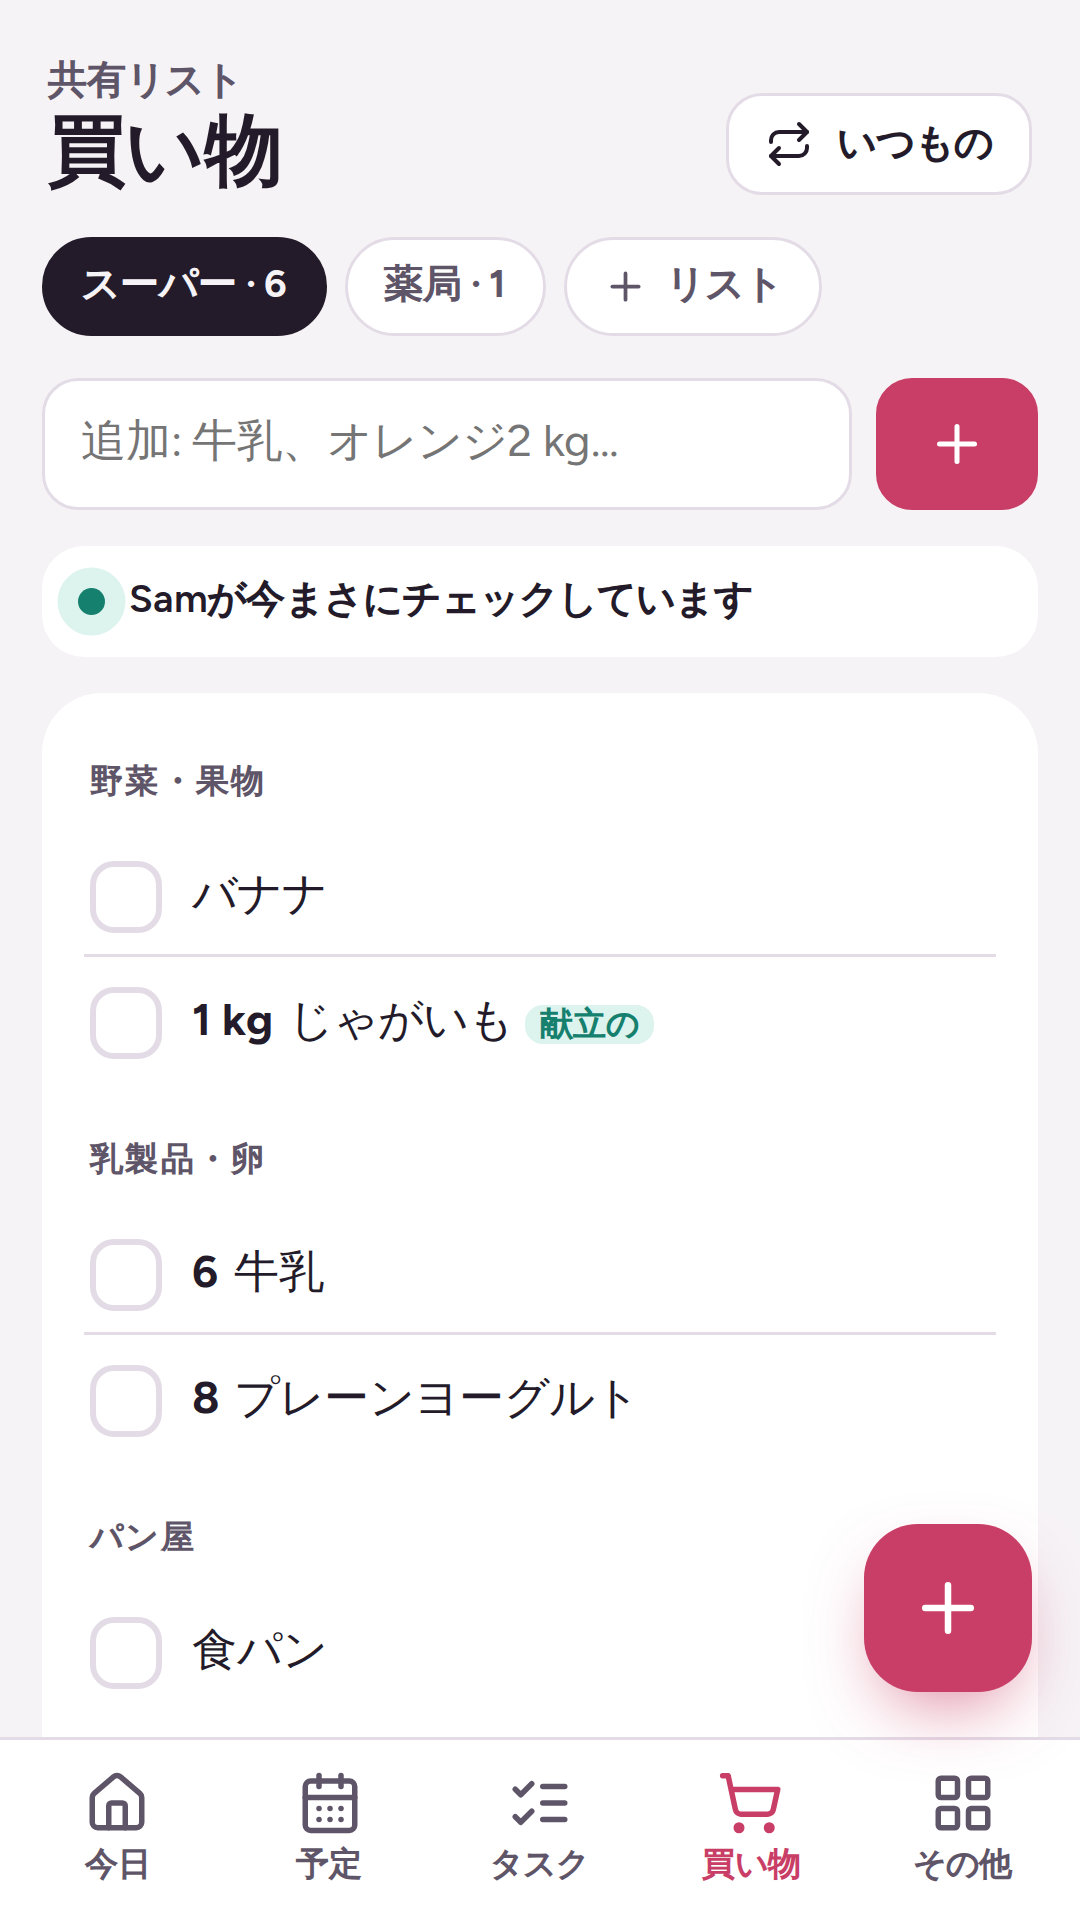 共有リスト
買い物
いつもの
スーパー · 6
薬局 · 1
リスト
追加: 牛乳、オレンジ2 kg...
Samが今まさにチェックしています
野菜・果物
バナナ
1 kg じゃがいも 献立の
乳製品・卵
6 牛乳
8 プレーンヨーグルト
パン屋
食パン
今日
予定
タスク
買い物
その他